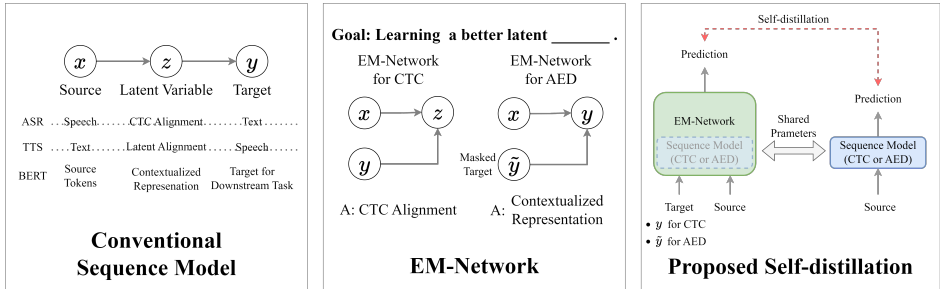 x
z
y
Source
Latent Variable
Target
ASR
Speech
CTC Alignment
Text
TTS
Text
Latent Alignment
Speech
BERT
Source
Tokens
Contextualized
Represenation
Target for
Downstream Task
Conventional
Sequence Model
Goal: Learning a better latent _______ .
EM-Network
for CTC
x
z
y
A: CTC Alignment
EM-Network
for AED
x
y
Masked
Target
ỹ
A: Contextualized
Representation
EM-Network
Self-distillation
Prediction
EM-Network
Sequence Model
(CTC or AED)
Target
Source
• y for CTC
• ỹ for AED
Shared
Prameters
Prediction
Sequence Model
(CTC or AED)
Source
Proposed Self-distillation